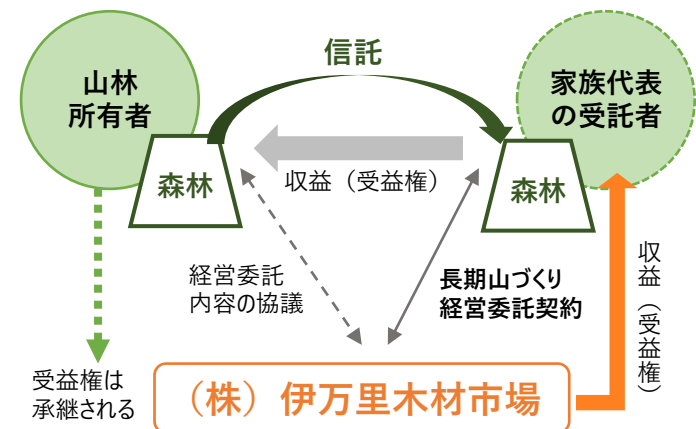 信託
山林
所有者
家族代表
の受託者
森林
収益（受益権）
森林
経営委託
内容の協議
長期山づくり
経営委託契約
収益（受益権）
受益権は
承継される
（株）伊万里木材市場